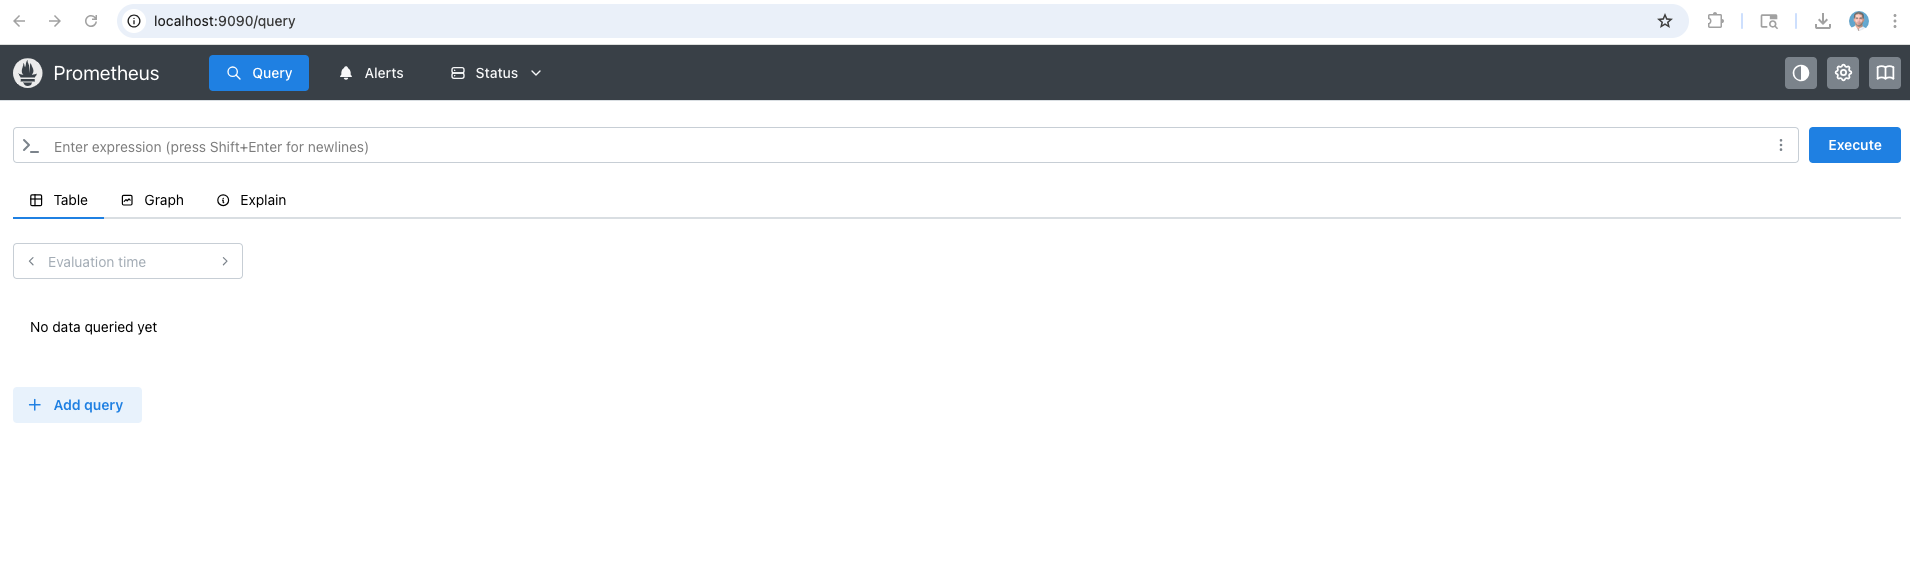 localhost:9090/query
Prometheus Query Alerts Status
Enter expression (press Shift+Enter for newlines) Execute
Table Graph Explain
Evaluation time
No data queried yet
Add query